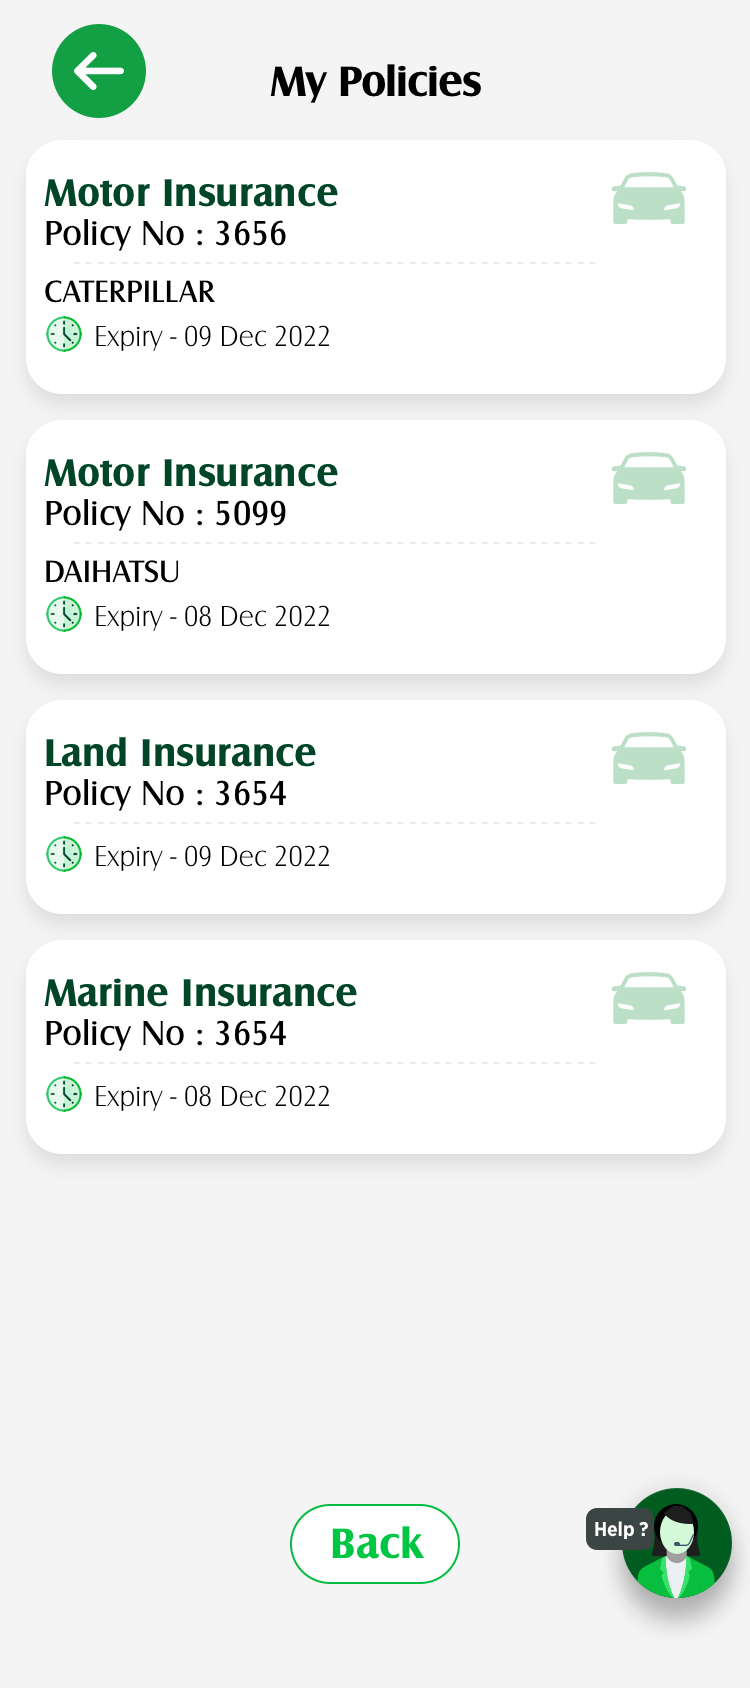 My Policies
Motor Insurance
Policy No : 3656
CATERPILLAR
Expiry - 09 Dec 2022
Motor Insurance
Policy No : 5099
DAIHATSU
Expiry - 08 Dec 2022
Land Insurance
Policy No : 3654
Expiry - 09 Dec 2022
Marine Insurance
Policy No : 3654
Expiry - 08 Dec 2022
Help ?
Back